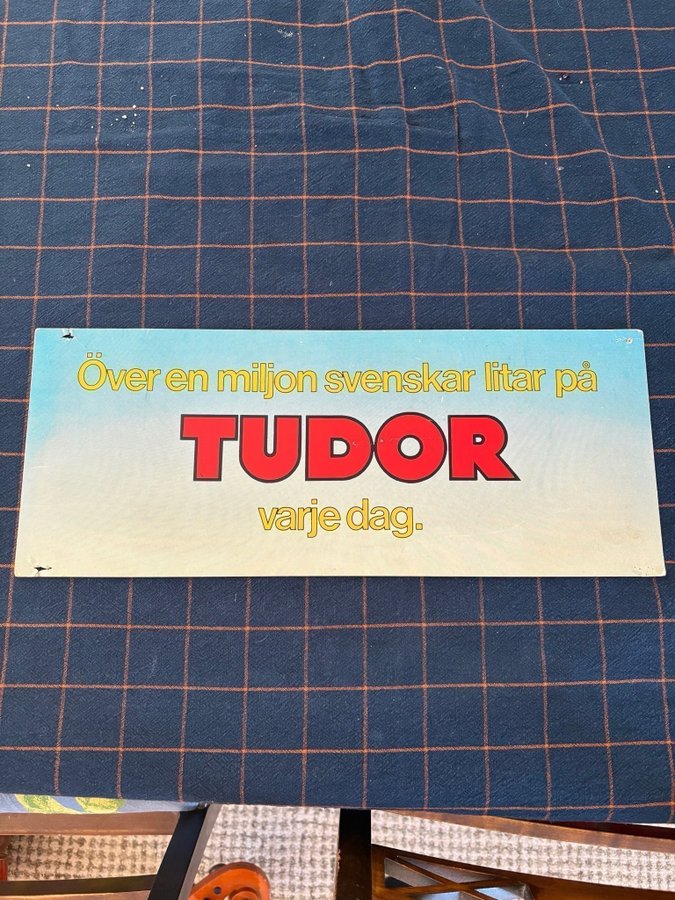 Över en miljon svenskar litar på
TUDOR
varje dag.